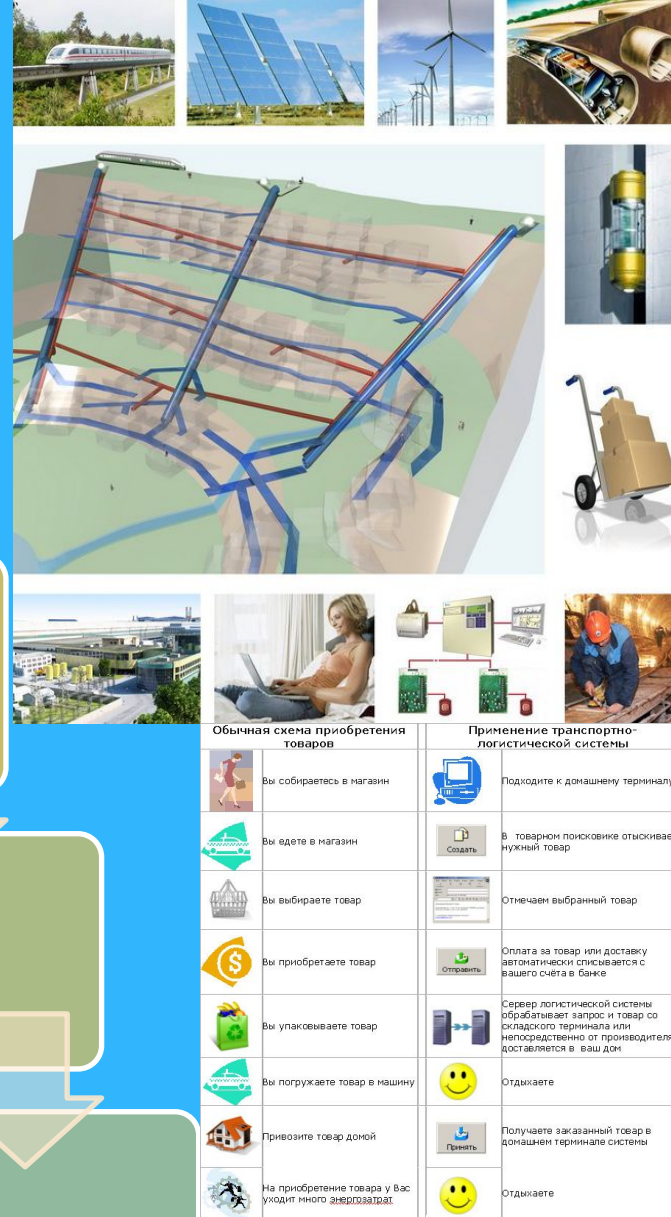 Обычная схема приобретения
товаров
Применение транспортно-
логистической системы
Вы собираетесь в магазин
Подходите к домашнему терминалу
Вы едете в магазин
Создать
В товарном поисковике отыскивае
нужный товар
Вы выбираете товар
Отмечаем выбранный товар
Вы приобретаете товар
Отправить
Оплата за товар или доставку
автоматически списывается с
вашего счёта в банке
Вы упаковываете товар
Сервер логистической системы
обрабатывает запрос и товар со
складского терминала или
непосредственно от производителя
доставляется в ваш дом
Вы погружаете товар в машину
Отдыхаете
Привозите товар домой
Принять
Получаете заказанный товар в
домашнем терминале системы
На приобретение товара у Вас
уходит много энергозатрат
Отдыхаете